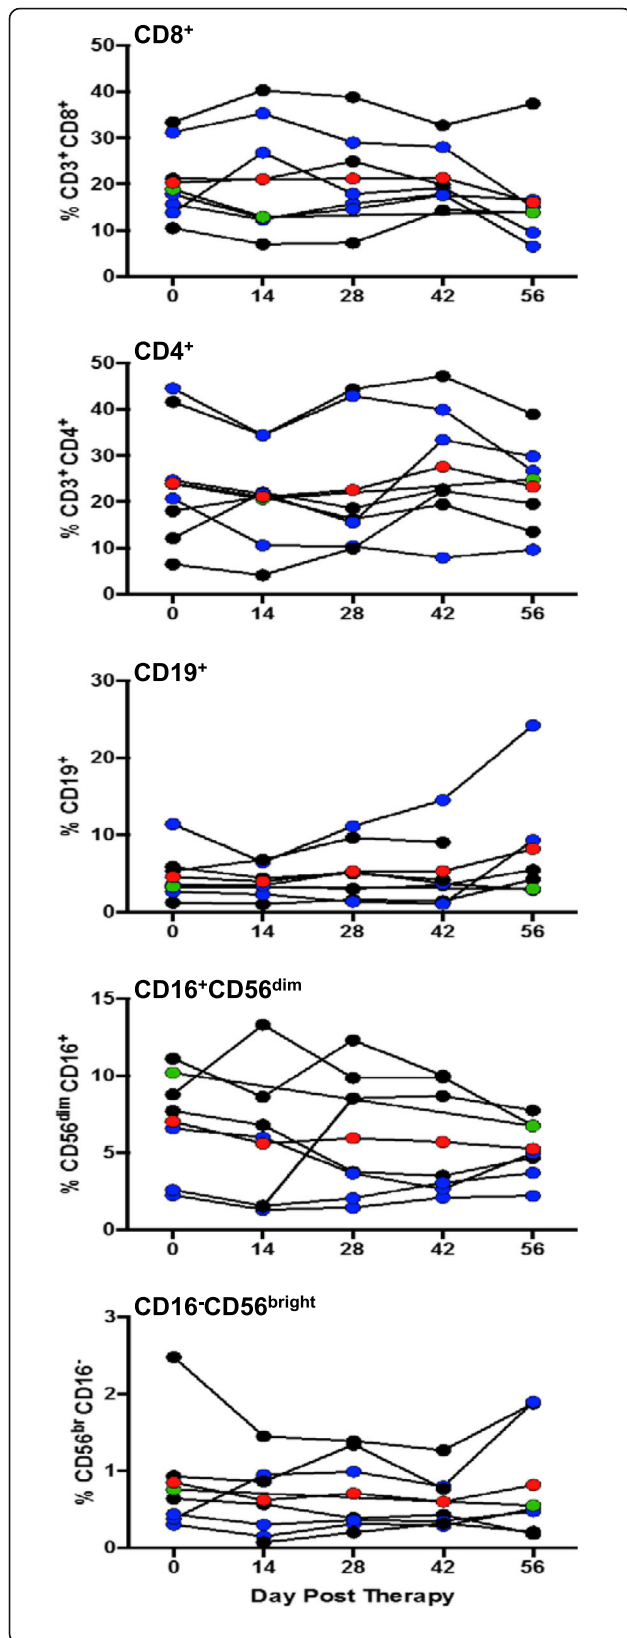 CD8⁺
50
40
30
20
10
0
% CD3⁺CD8⁺
0 14 28 42 56
CD4⁺
50
40
30
20
10
0
% CD3⁺CD4⁺
0 14 28 42 56
CD19⁺
30
20
10
0
% CD19⁺
0 14 28 42 56
CD16⁺CD56ᵈⁱᵐ
15
10
5
0
% CD56ᵈⁱᵐCD16⁺
0 14 28 42 56
CD16⁻CD56ᵇʳⁱᵍʰᵗ
3
2
1
0
% CD56ᵇʳCD16⁻
0 14 28 42 56
Day Post Therapy